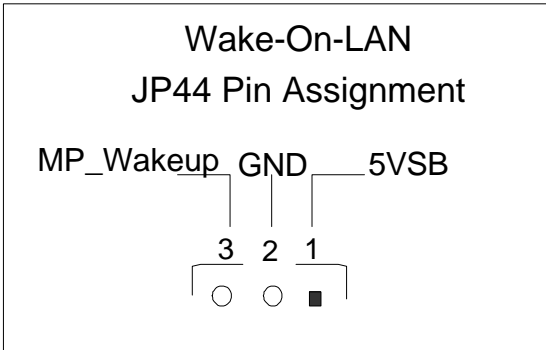 Wake-On-LAN
JP44 Pin Assignment
MP_Wakeup GND 5VSB
3 2 1